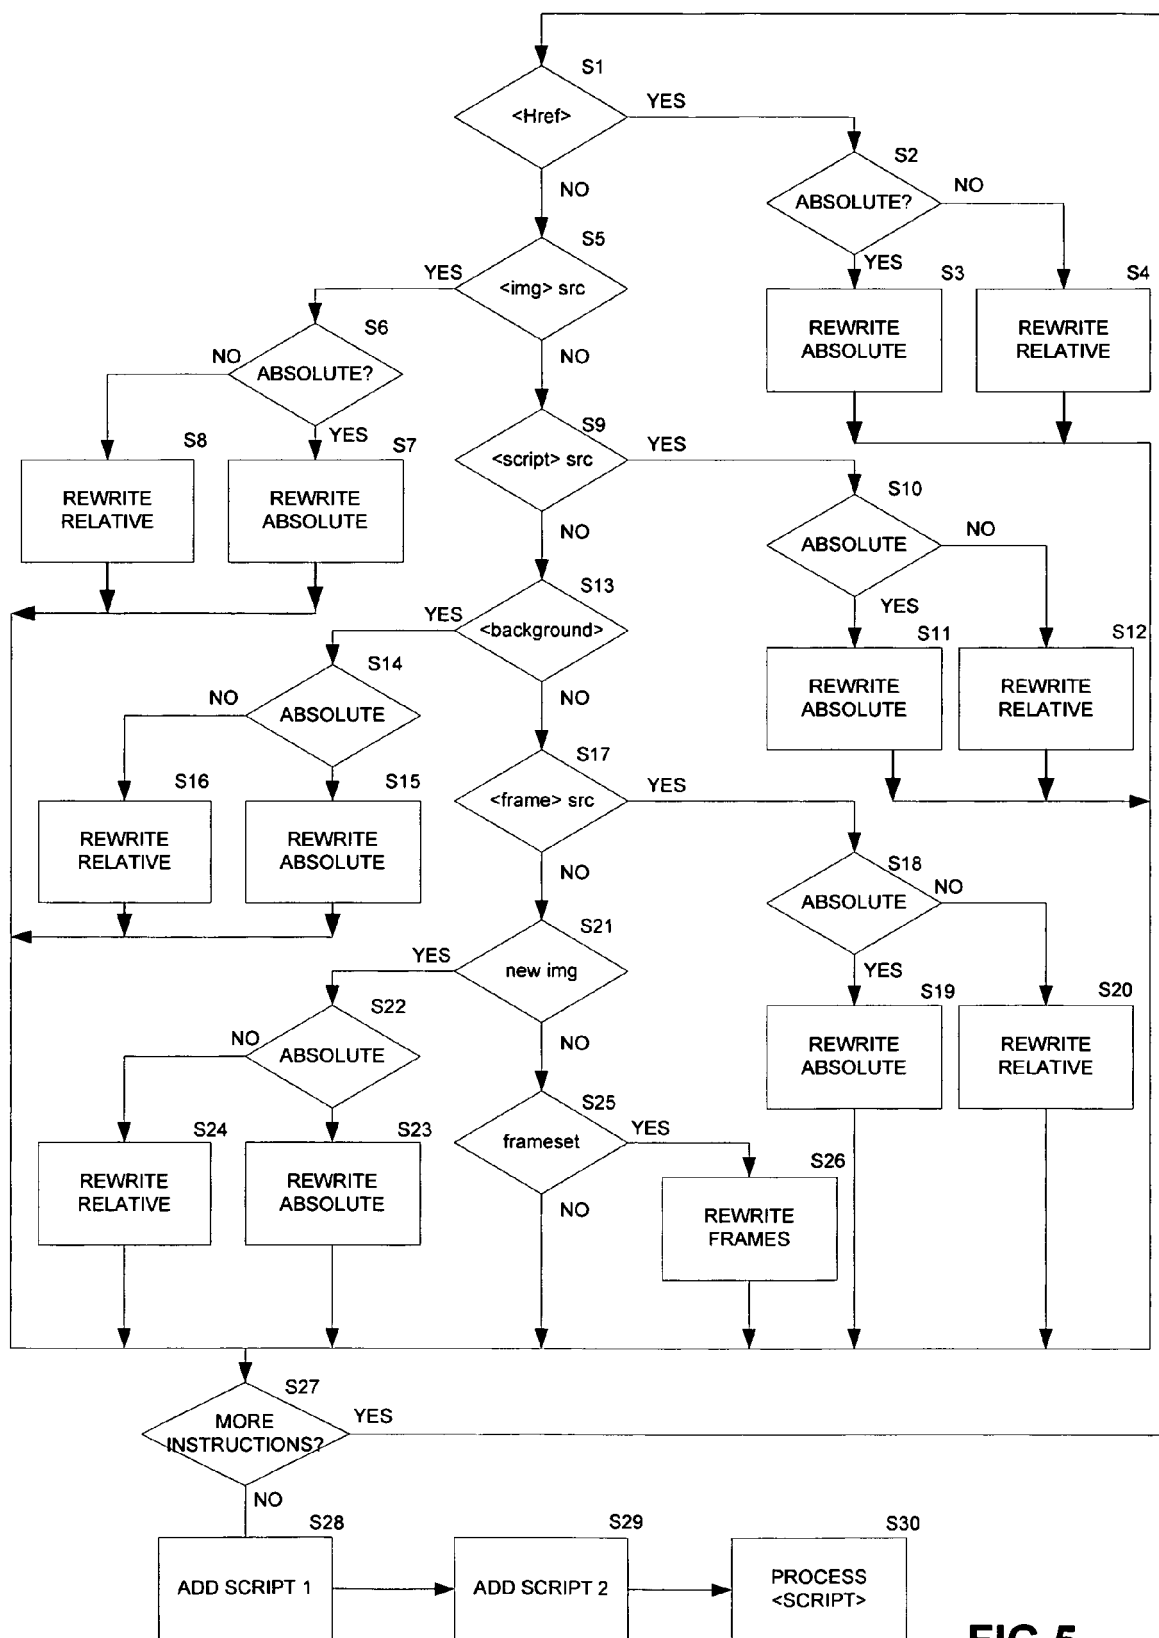 S1
<Href>
YES
NO
S2
ABSOLUTE?
NO
YES
S3
REWRITE
ABSOLUTE
S4
REWRITE
RELATIVE
S5
<img> src
YES
NO
S6
ABSOLUTE?
NO
YES
S8
REWRITE
RELATIVE
S7
REWRITE
ABSOLUTE
S9
<script> src
YES
NO
S10
ABSOLUTE
NO
YES
S11
REWRITE
ABSOLUTE
S12
REWRITE
RELATIVE
S13
<background>
YES
NO
S14
ABSOLUTE
NO
S16
REWRITE
RELATIVE
S15
REWRITE
ABSOLUTE
S17
<frame> src
YES
NO
S18
ABSOLUTE
NO
YES
S19
REWRITE
ABSOLUTE
S20
REWRITE
RELATIVE
S21
new img
YES
NO
S22
ABSOLUTE
NO
S24
REWRITE
RELATIVE
S23
REWRITE
ABSOLUTE
S25
frameset
YES
NO
S26
REWRITE
FRAMES
S27
MORE
INSTRUCTIONS?
YES
NO
S28
ADD SCRIPT 1
S29
ADD SCRIPT 2
S30
PROCESS
<SCRIPT>
FIG 5